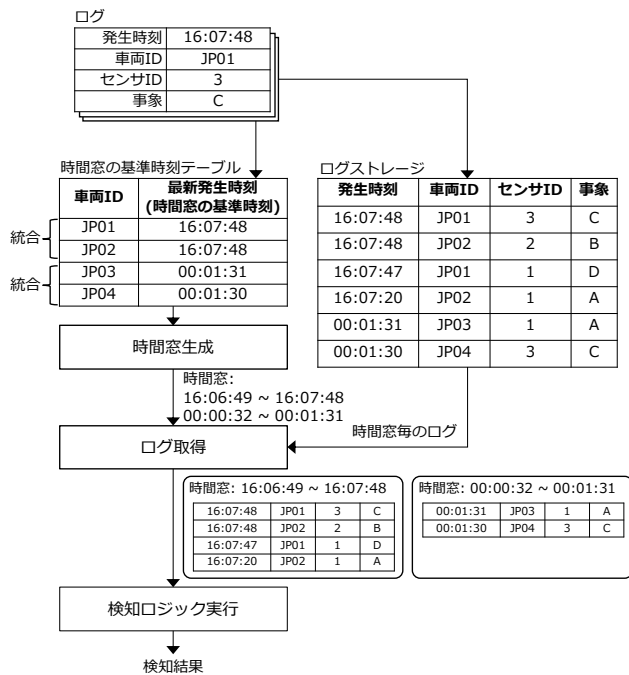 ログ
発生時刻 16:07:48
車両ID JP01
センサID 3
事象 C
時間窓の基準時刻テーブル
車両ID 最新発生時刻
(時間窓の基準時刻)
JP01 16:07:48
JP02 16:07:48
JP03 00:01:31
JP04 00:01:30
統合
統合
ログストレージ
発生時刻 車両ID センサID 事象
16:07:48 JP01 3 C
16:07:48 JP02 2 B
16:07:47 JP01 1 D
16:07:20 JP02 1 A
00:01:31 JP03 1 A
00:01:30 JP04 3 C
時間窓生成
時間窓:
16:06:49 ~ 16:07:48
00:00:32 ~ 00:01:31
時間窓毎のログ
ログ取得
時間窓: 16:06:49 ~ 16:07:48
16:07:48 JP01 3 C
16:07:48 JP02 2 B
16:07:47 JP01 1 D
16:07:20 JP02 1 A
時間窓: 00:00:32 ~ 00:01:31
00:01:31 JP03 1 A
00:01:30 JP04 3 C
検知ロジック実行
検知結果